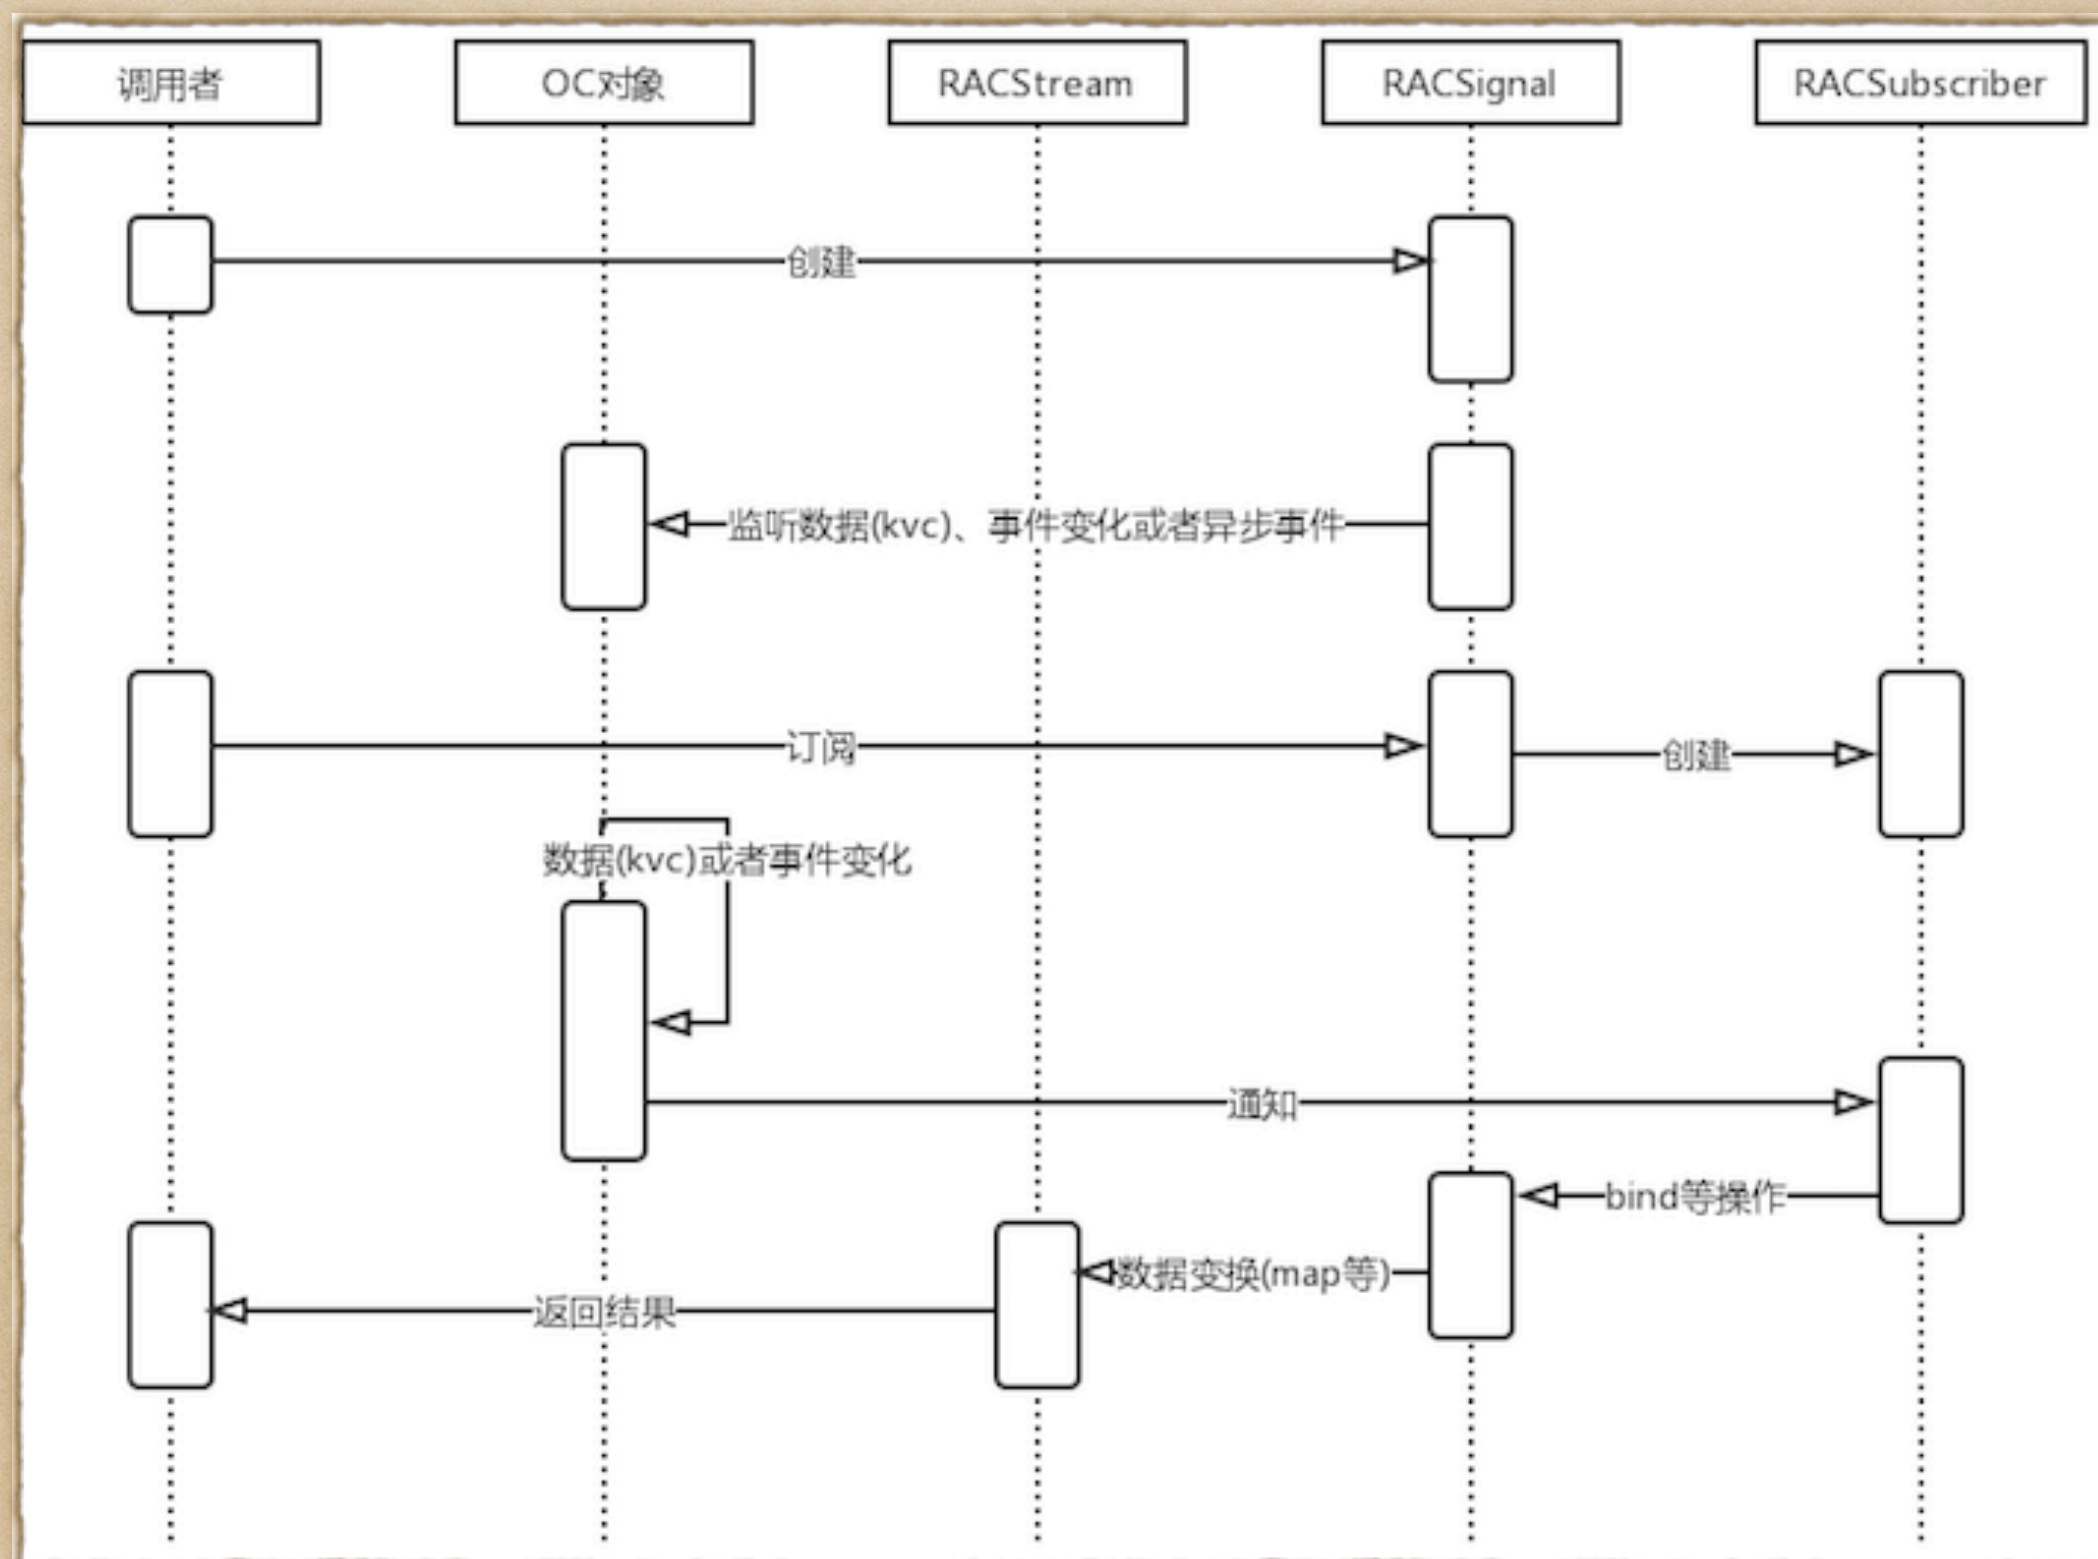 调用者
OC对象
RACStream
RACSignal
RACSubscriber
创建
监听数据(kvc)、事件变化或者异步事件
订阅
创建
数据(kvc)或者事件变化
通知
bind等操作
数据变换(map等)
返回结果